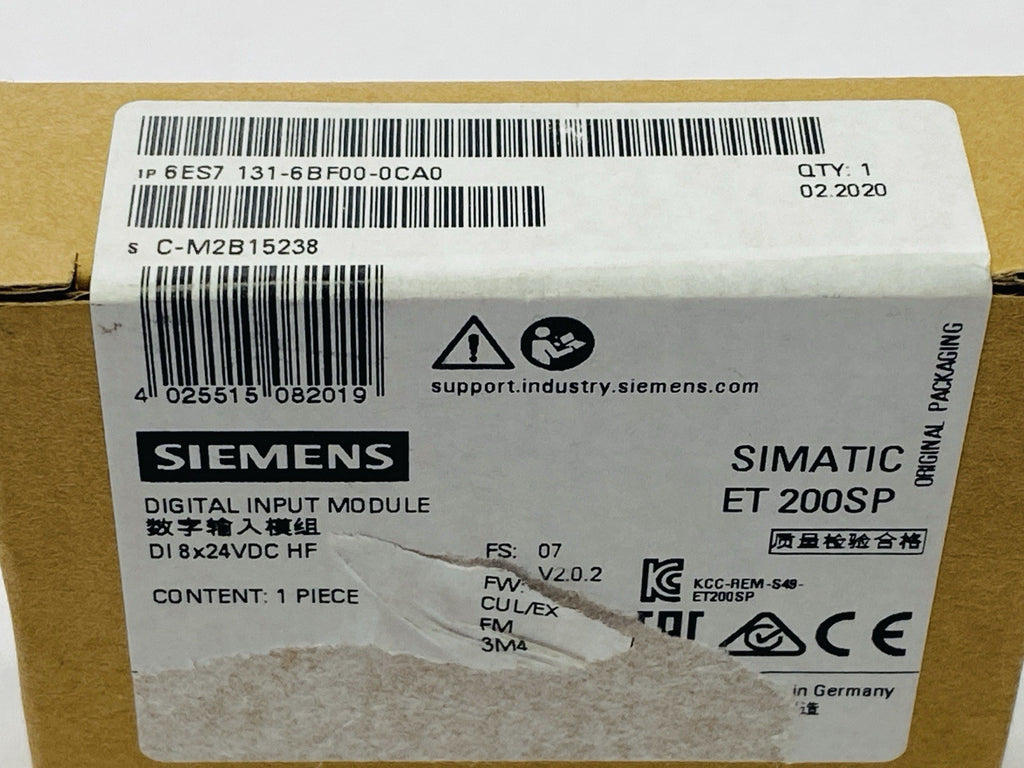 1P 6ES7 131-6BF00-0CA0
QTY: 1
02.2020
S C-M2B15238
4 025515 082019
support.industry.siemens.com
ORIGINAL PACKAGING
SIEMENS
SIMATIC
ET 200SP
DIGITAL INPUT MODULE
数字输入模组
DI 8x24VDC HF
质量检验合格
CONTENT: 1 PIECE
FS: 07
FW: V2.0.2
CUL/EX
FM
3M4
KCC-REM-S49-
ET200SP
EAC
CE
in Germany
造